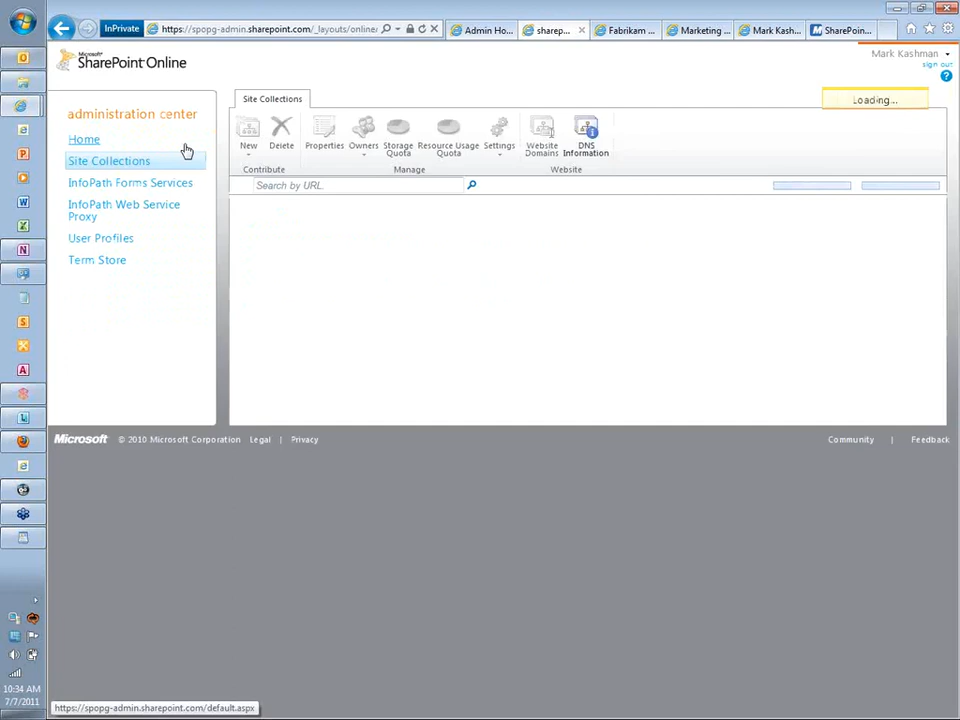 InPrivate
https://spopg-admin.sharepoint.com/_layouts/online/
Admin Ho...
sharep...
Fabrikam ...
Marketing ...
Mark Kash...
SharePoin...
Microsoft
SharePoint Online
Mark Kashman
sign out
administration center
Home
Site Collections
InfoPath Forms Services
InfoPath Web Service
Proxy
User Profiles
Term Store
Site Collections
Loading...
New
Delete
Properties
Owners
Storage
Quota
Resource Usage
Quota
Settings
Website
Domains
DNS
Information
Contribute
Manage
Website
Search by URL.
Microsoft © 2010 Microsoft Corporation Legal | Privacy
Community | Feedback
10:34 AM
7/7/2011
https://spopg-admin.sharepoint.com/default.aspx